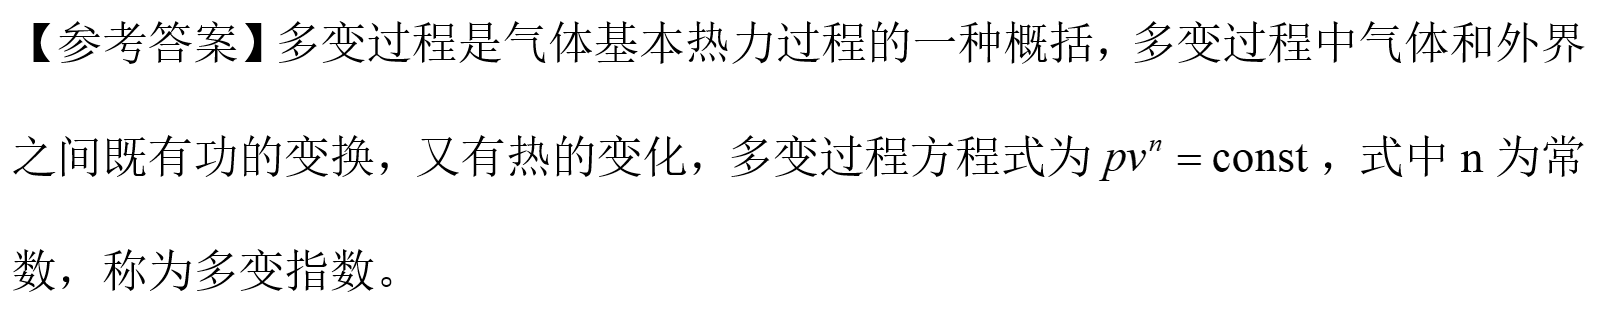 【参考答案】多变过程是气体基本热力过程的一种概括，多变过程中气体和外界
之间既有功的变换，又有热的变化，多变过程方程式为 pvⁿ = const ，式中 n 为常
数，称为多变指数。